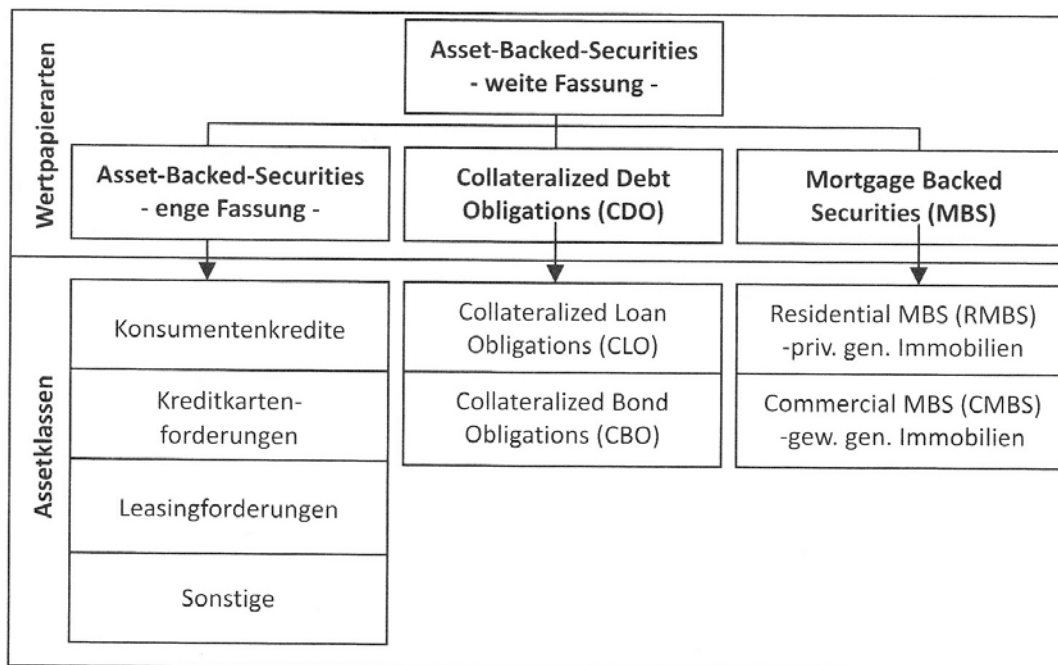 Wertpapierarten
Asset-Backed-Securities
- weite Fassung -
Asset-Backed-Securities
- enge Fassung -
Collateralized Debt
Obligations (CDO)
Mortgage Backed
Securities (MBS)
Assetklassen
Konsumentenkredite
Kreditkarten-
forderungen
Leasingforderungen
Sonstige
Collateralized Loan
Obligations (CLO)
Collateralized Bond
Obligations (CBO)
Residential MBS (RMBS)
-priv. gen. Immobilien
Commercial MBS (CMBS)
-gew. gen. Immobilien